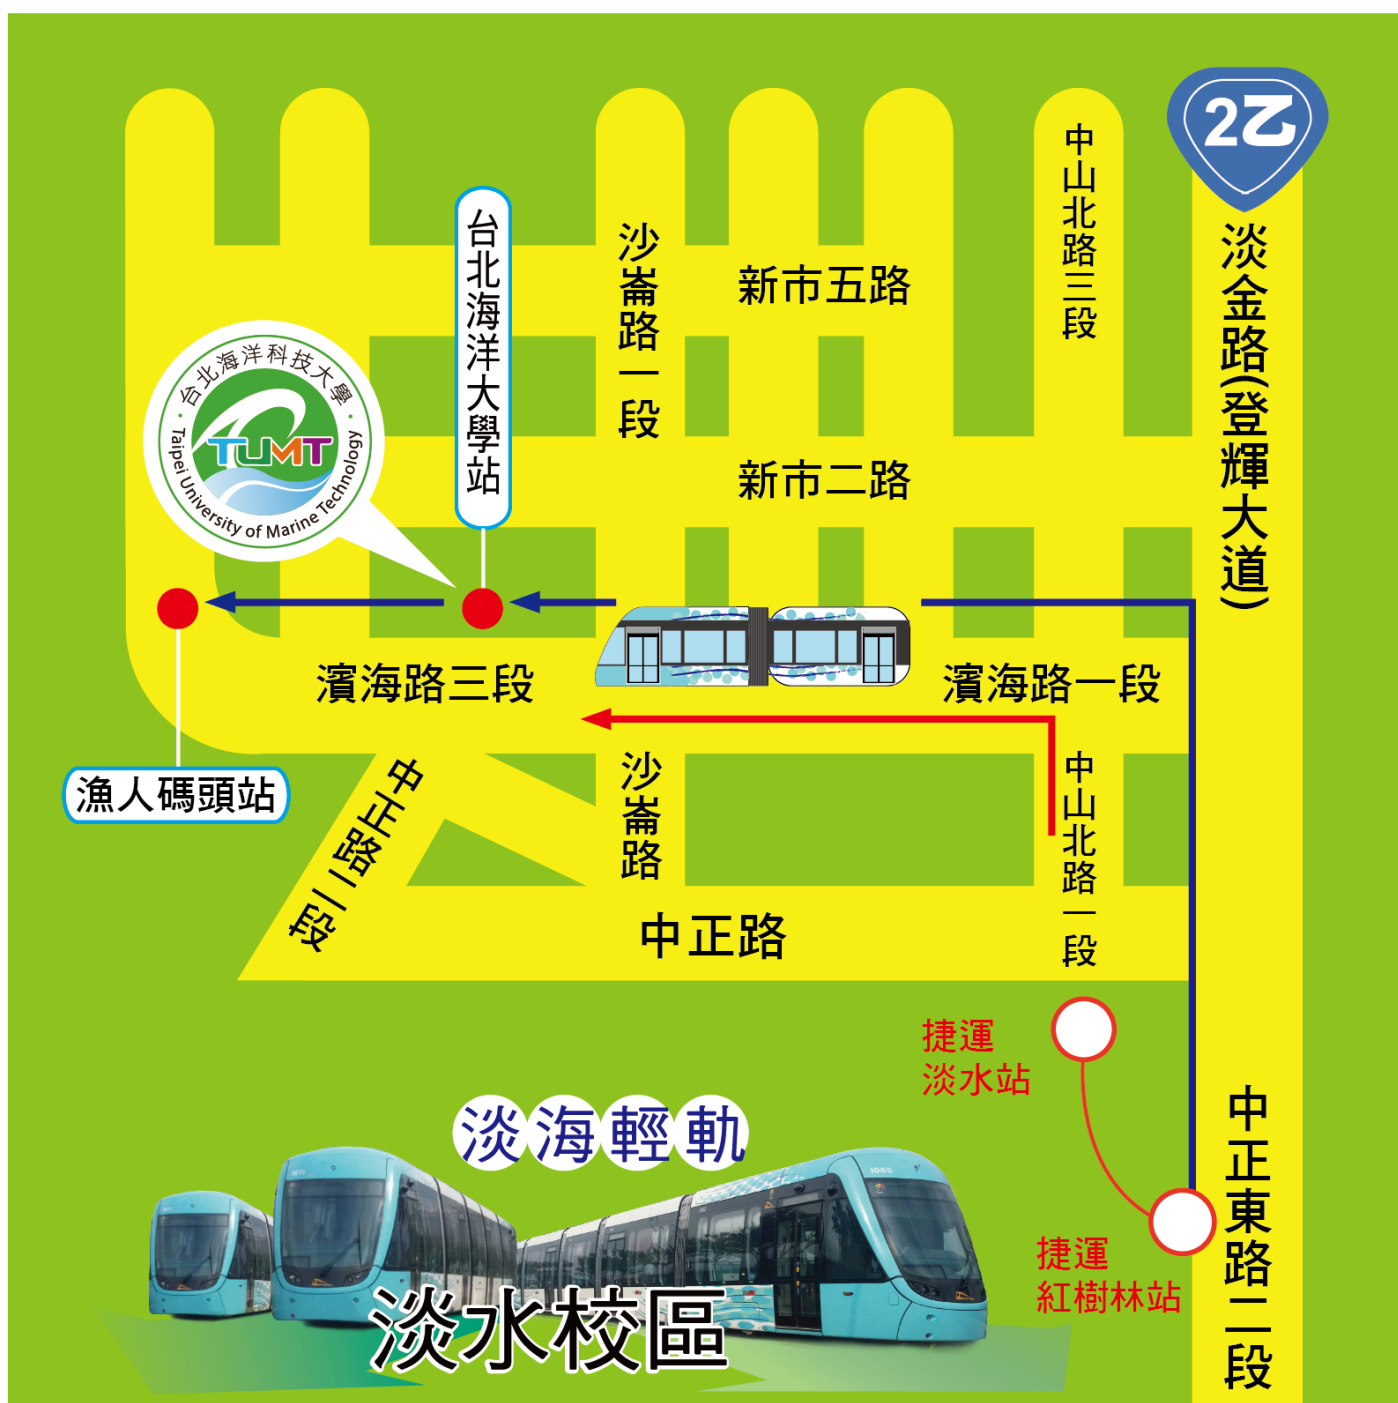 2乙
中山北路三段
淡金路(登輝大道)
台北海洋大學站
沙崙路一段
新市五路
台北海洋科技大學
TUMT
Taipei University of Marine Technology
新市二路
濱海路三段
濱海路一段
漁人碼頭站
中正路二段
沙崙路
中山北路一段
中正路
捷運
淡水站
淡海輕軌
中正東路二段
捷運
紅樹林站
淡水校區